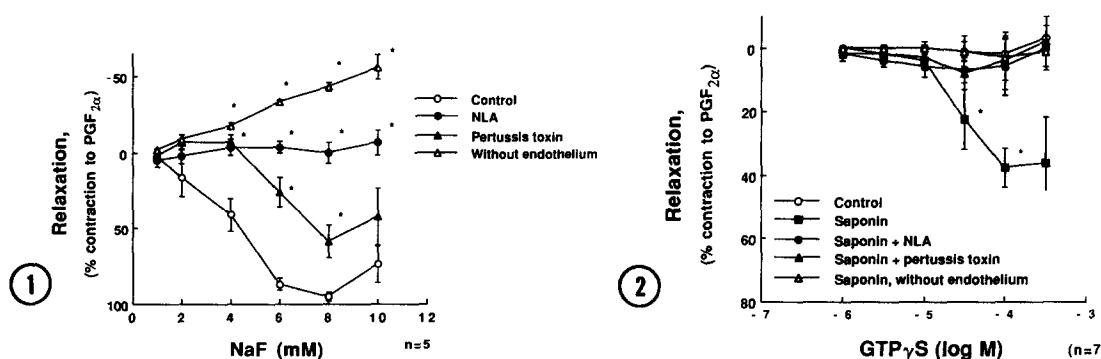 -50
0
50
100
Relaxation,
(% contraction to PGF2α)
0 2 4 6 8 10 12
NaF (mM)
n=5
Control
NLA
Pertussis toxin
Without endothelium
1
0
20
40
60
80
Relaxation,
(% contraction to PGF2α)
Control
Saponin
Saponin + NLA
Saponin + pertussis toxin
Saponin, without endothelium
-7 -6 -5 -4 -3
GTPγS (log M)
(n=7
2